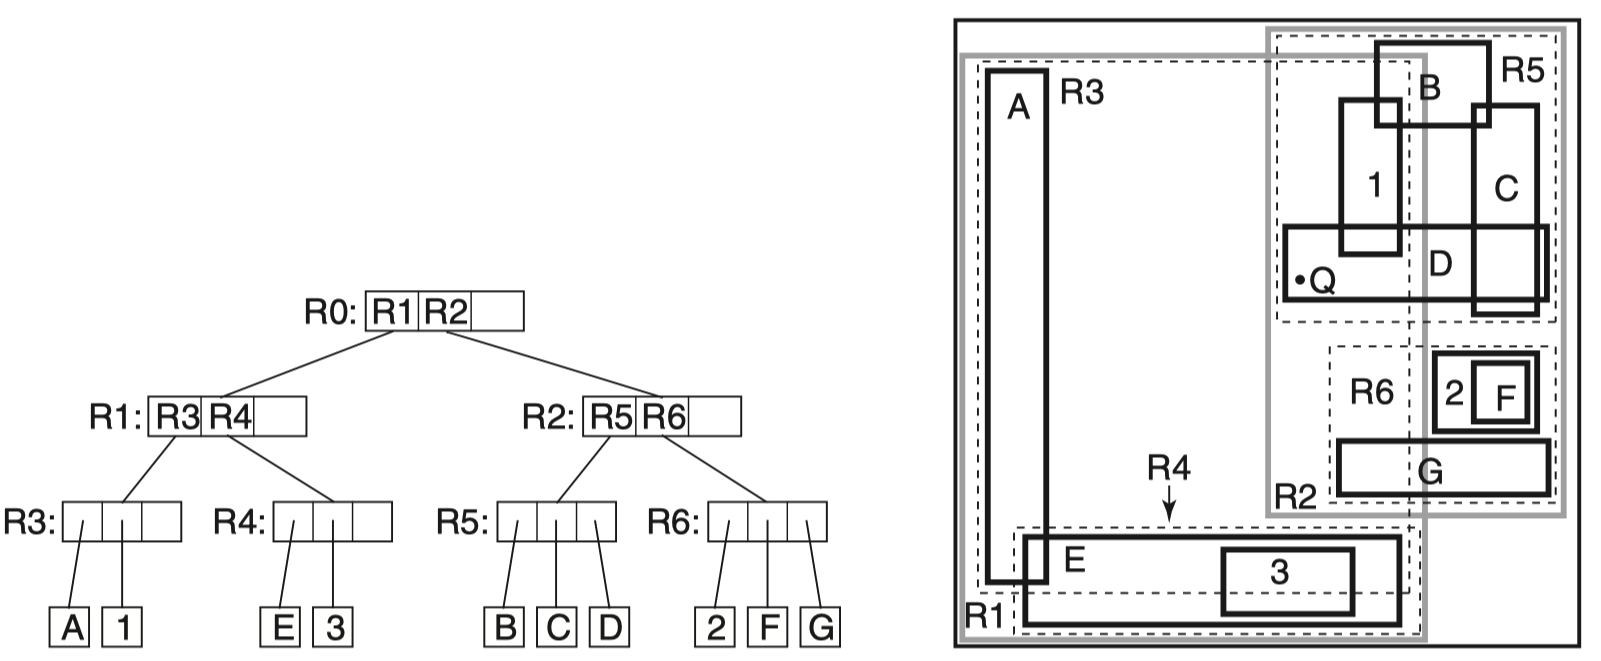 R0: R1 R2
R1: R3 R4
R2: R5 R6
R3:
R4:
R5:
R6:
A 1
E 3
B C D
2 F G
B R5
A R3
1 C
D
•Q
R6 2 F
R4
G
R2
E
3
R1